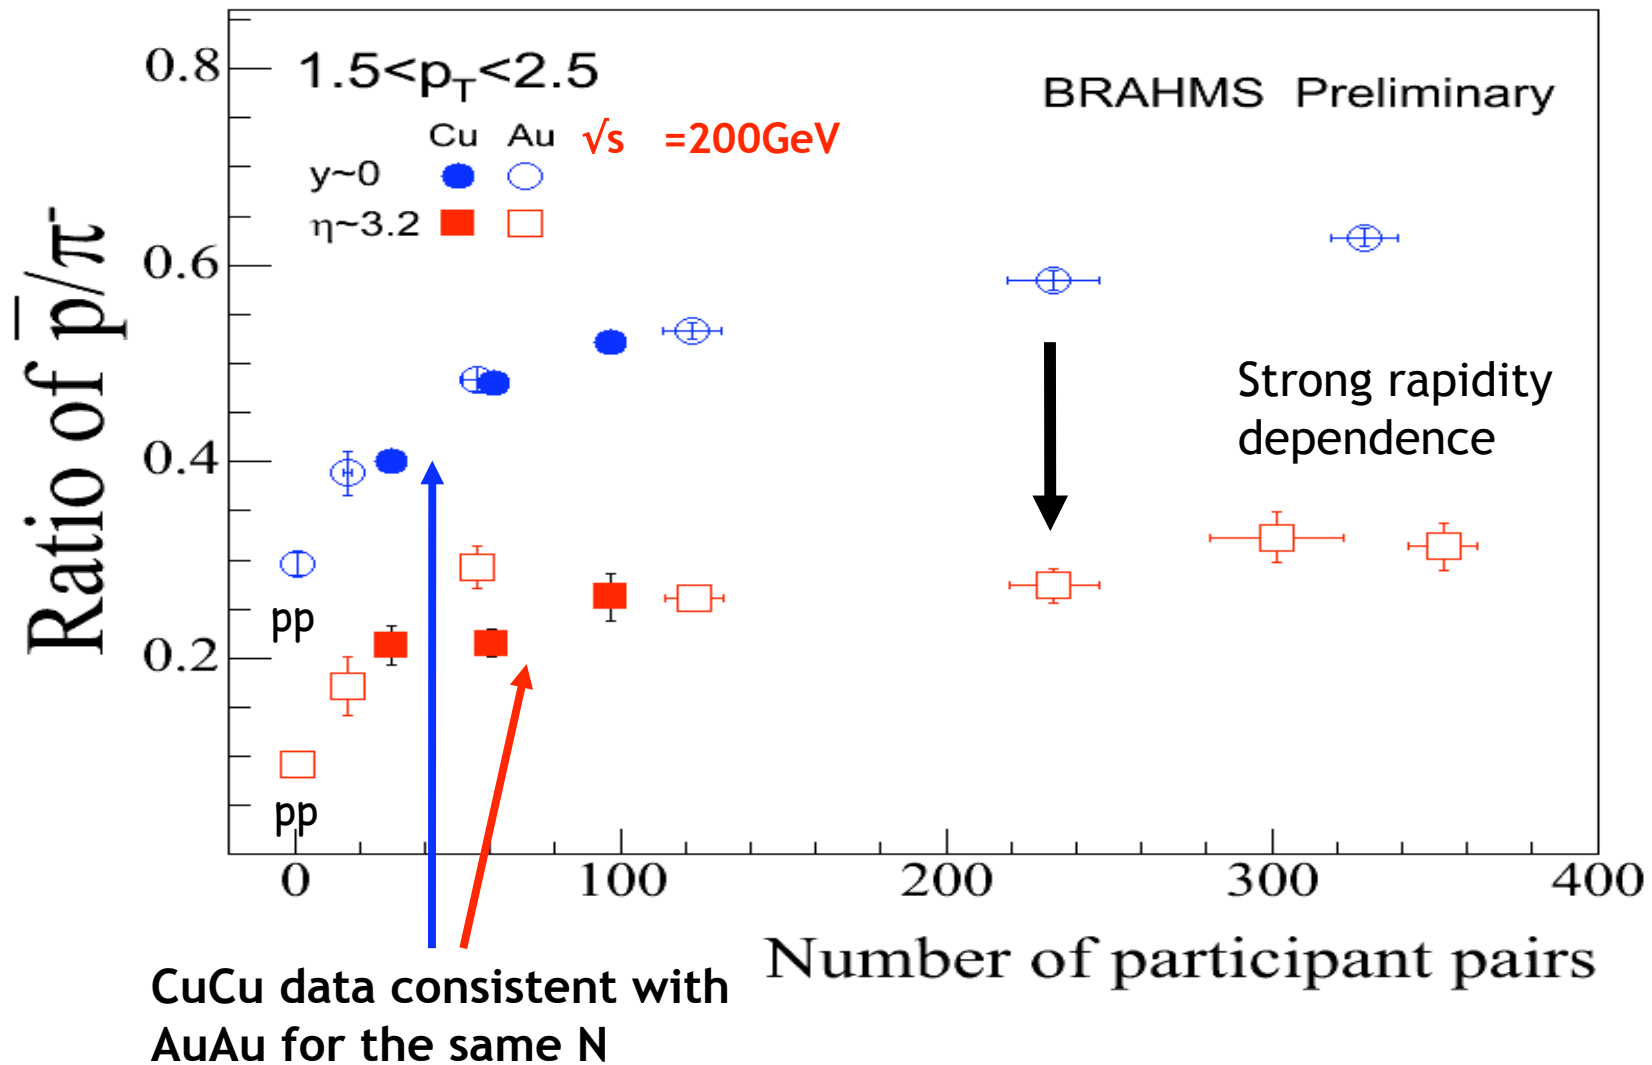 0.8
1.5<p_T<2.5
BRAHMS Preliminary
Cu Au √s =200GeV
y~0
η~3.2
0.6
Ratio of p̅/π⁻
Strong rapidity
dependence
0.4
pp
0.2
pp
0 100 200 300 400
Number of participant pairs
CuCu data consistent with
AuAu for the same N